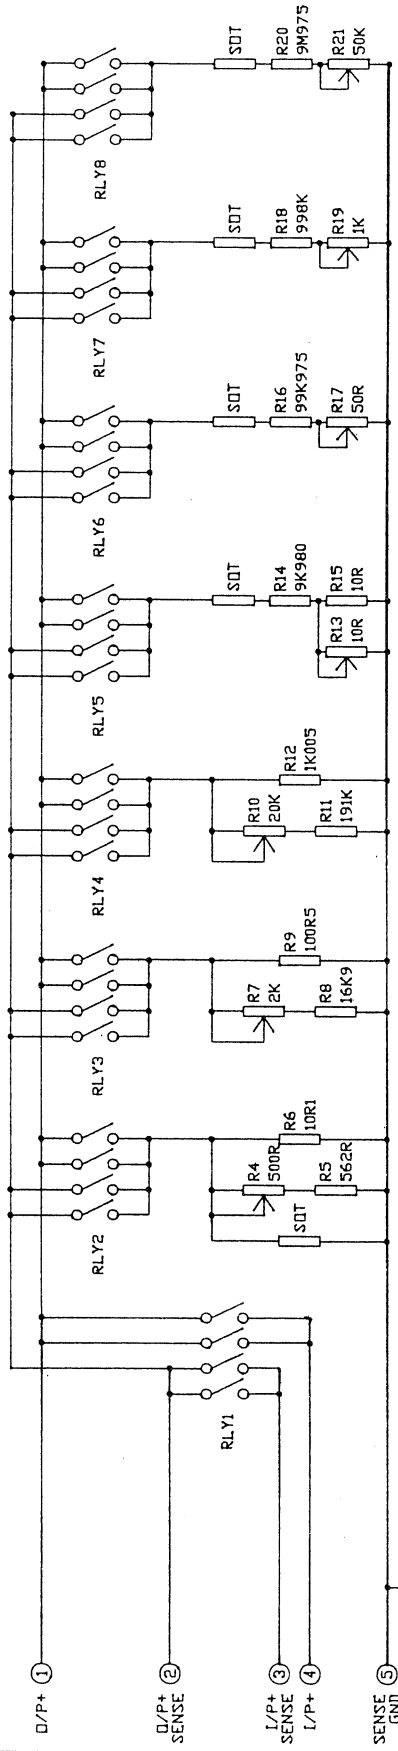 O/P+ 1
O/P+ 2
SENSE
I/P+ 3
SENSE
I/P+ 4
SENSE 5
GND
RLY1
RLY2
SOT
R4
500R
R5
562R
R6
10R1
RLY3
R7
2K
R8
16K9
R9
100R5
RLY4
R10
20K
R11
191K
R12
1K005
RLY5
SOT
R14
9K980
R13
10R
R15
10R
RLY6
SOT
R16
99K975
R17
50R
RLY7
SOT
R18
998K
R19
1K
RLY8
SOT
R20
9M975
R21
50K